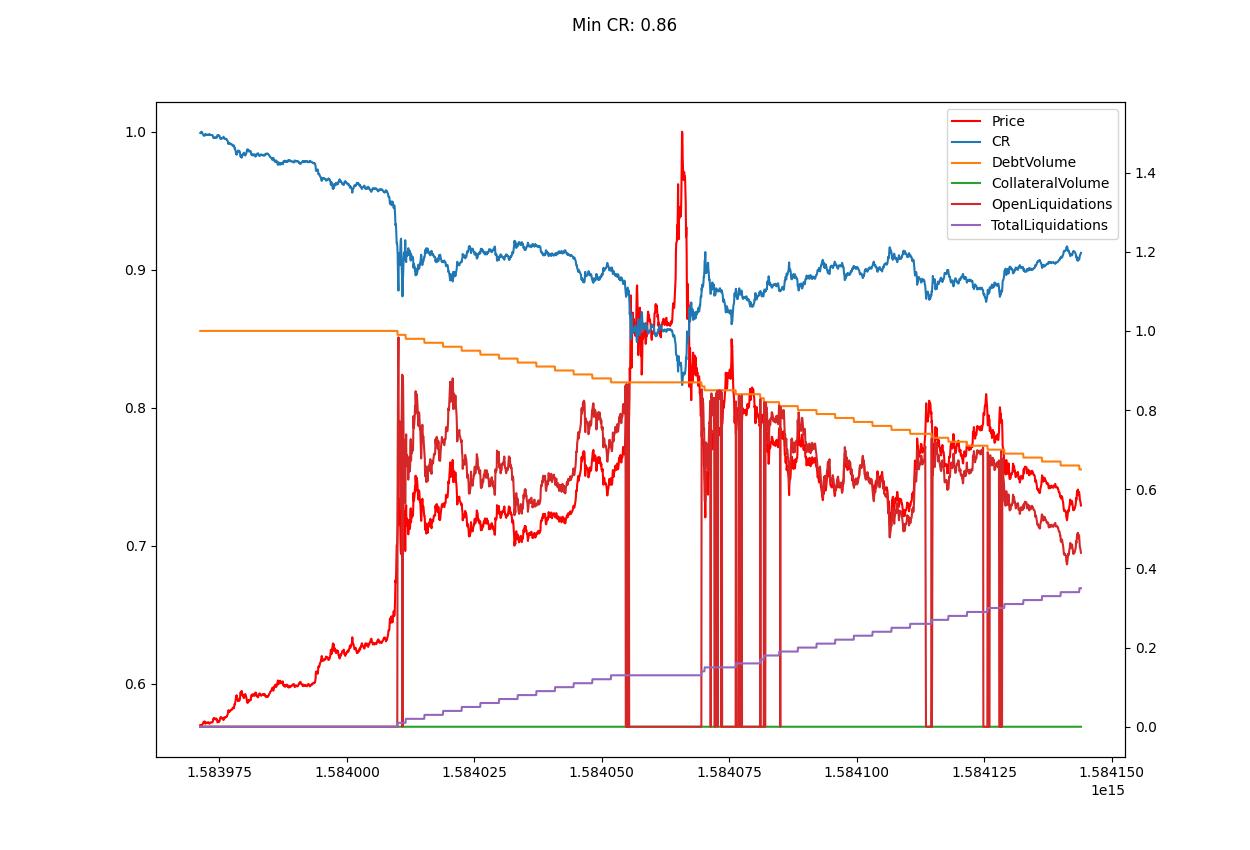 Min CR: 0.86
Price
CR
DebtVolume
CollateralVolume
OpenLiquidations
TotalLiquidations
1.0
0.9
0.8
0.7
0.6
1.4
1.2
1.0
0.8
0.6
0.4
0.2
0.0
1.583975
1.584000
1.584025
1.584050
1.584075
1.584100
1.584125
1.584150
1e15